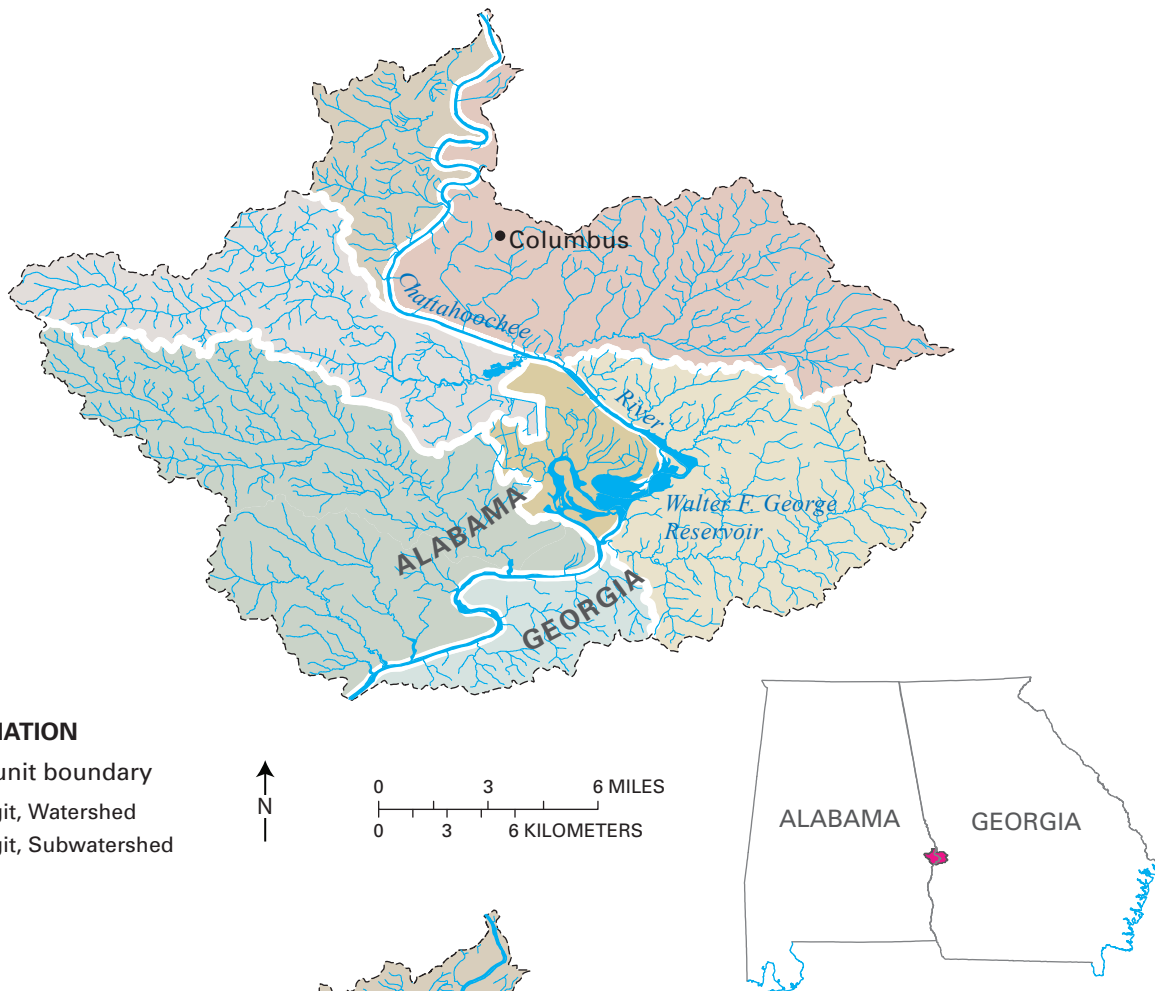 Columbus
Chattahoochee
River
Walter F. George
Reservoir
ALABAMA
GEORGIA
NATION
unit boundary
git, Watershed
git, Subwatershed
N
0 3 6 MILES
0 3 6 KILOMETERS
ALABAMA
GEORGIA